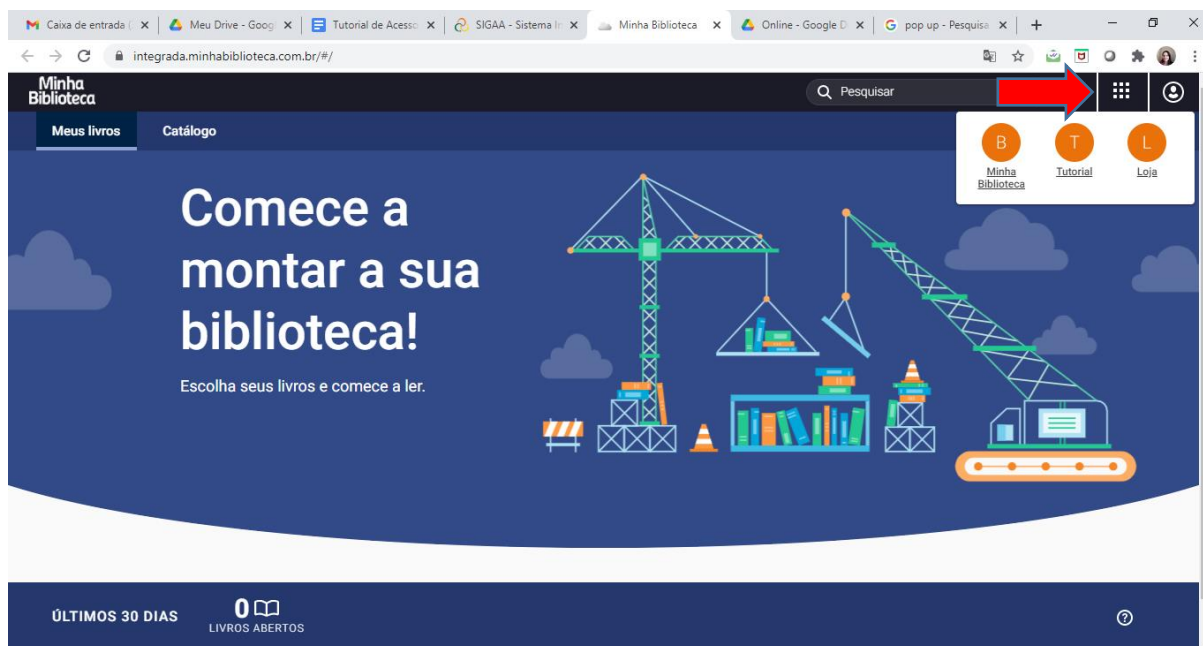 Caixa de entrada (
Meu Drive - Goog
Tutorial de Acesso
SIGAA - Sistema In
Minha Biblioteca
Online - Google D
pop up - Pesquisa
integrada.minhabiblioteca.com.br/#/
Minha
Biblioteca
Pesquisar
Meus livros
Catálogo
B
T
L
Minha
Biblioteca
Tutorial
Loja
Comece a
montar a sua
biblioteca!
Escolha seus livros e comece a ler.
ÚLTIMOS 30 DIAS
0
LIVROS ABERTOS